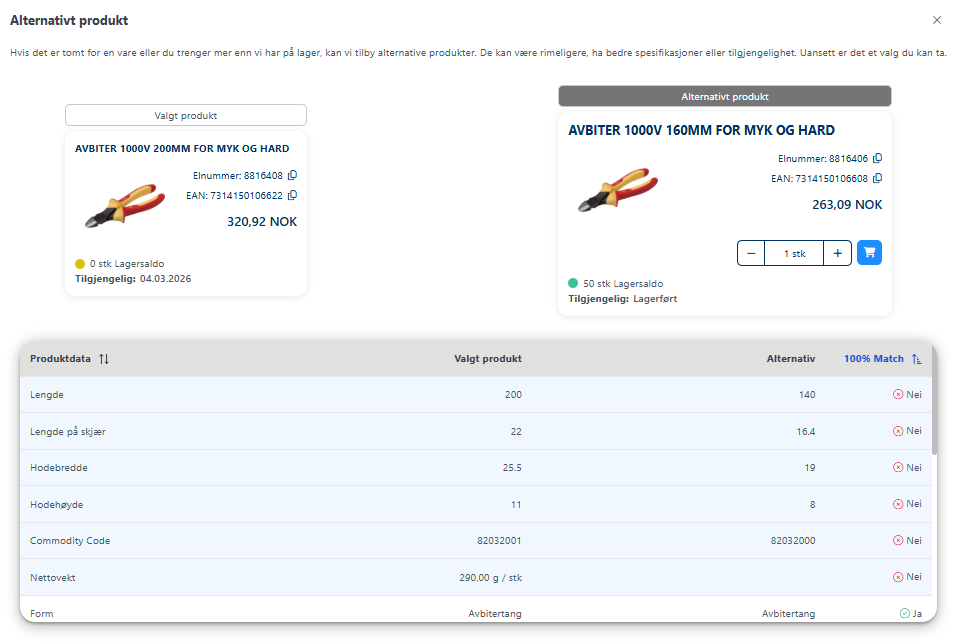 Alternativt produkt
Hvis det er tomt for en vare eller du trenger mer enn vi har på lager, kan vi tilby alternative produkter. De kan være rimeligere, ha bedre spesifikasjoner eller tilgjengelighet. Uansett er det et valg du kan ta.
Valgt produkt
AVBITER 1000V 200MM FOR MYK OG HARD
Elnummer: 8816408
EAN: 7314150106622
320,92 NOK
0 stk Lagersaldo
Tilgjengelig: 04.03.2026
Alternativt produkt
AVBITER 1000V 160MM FOR MYK OG HARD
Elnummer: 8816406
EAN: 7314150106608
263,09 NOK
− 1 stk +
50 stk Lagersaldo
Tilgjengelig: Lagerført
Produktdata Valgt produkt Alternativ 100% Match
Lengde 200 140 Nei
Lengde på skjær 22 16.4 Nei
Hodebredde 25.5 19 Nei
Hodehøyde 11 8 Nei
Commodity Code 82032001 82032000 Nei
Nettovekt 290,00 g / stk Nei
Form Avbitertang Avbitertang Ja